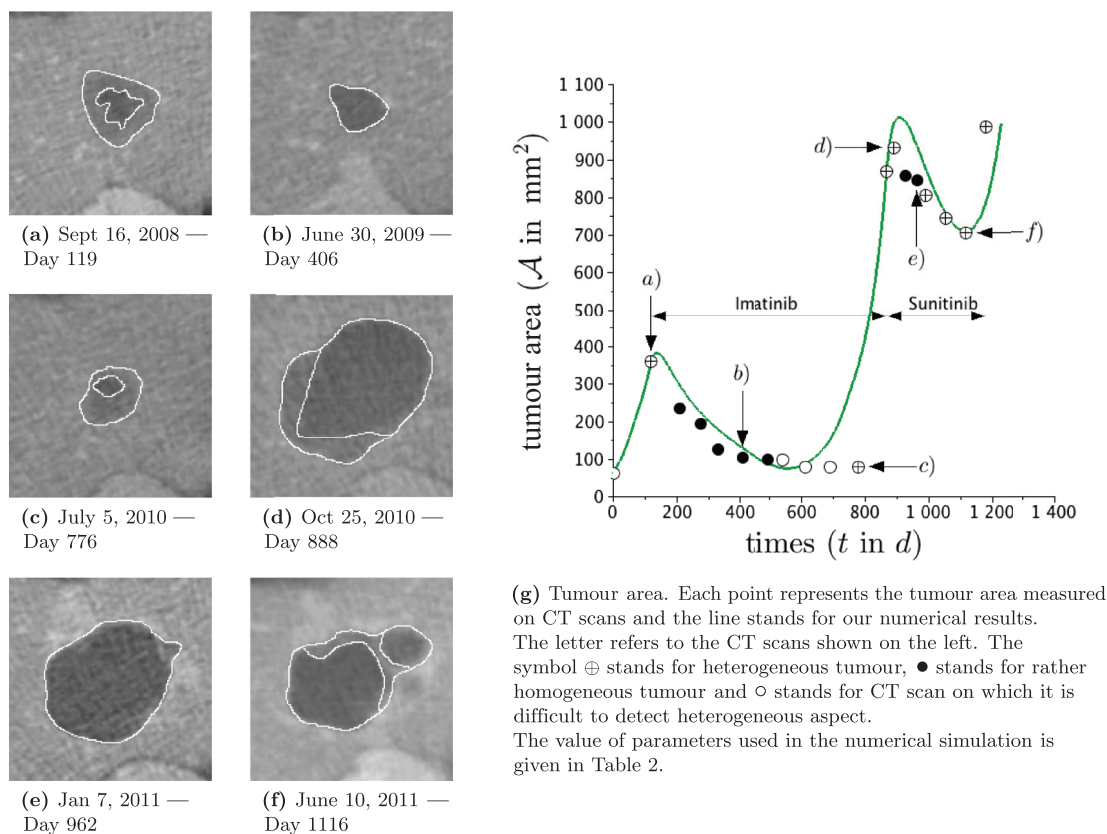 (a) Sept 16, 2008 —
Day 119
(b) June 30, 2009 —
Day 406
(c) July 5, 2010 —
Day 776
(d) Oct 25, 2010 —
Day 888
(e) Jan 7, 2011 —
Day 962
(f) June 10, 2011 —
Day 1116
tumour area (𝒜 in mm²)
1 100
1 000
900
800
700
600
500
400
300
200
100
0
a)
b)
c)
d)
e)
f)
Imatinib
Sunitinib
0 200 400 600 800 1 000 1 200 1 400
times (t in d)
(g) Tumour area. Each point represents the tumour area measured
on CT scans and the line stands for our numerical results.
The letter refers to the CT scans shown on the left. The
symbol ⊕ stands for heterogeneous tumour, ● stands for rather
homogeneous tumour and ○ stands for CT scan on which it is
difficult to detect heterogeneous aspect.
The value of parameters used in the numerical simulation is
given in Table 2.